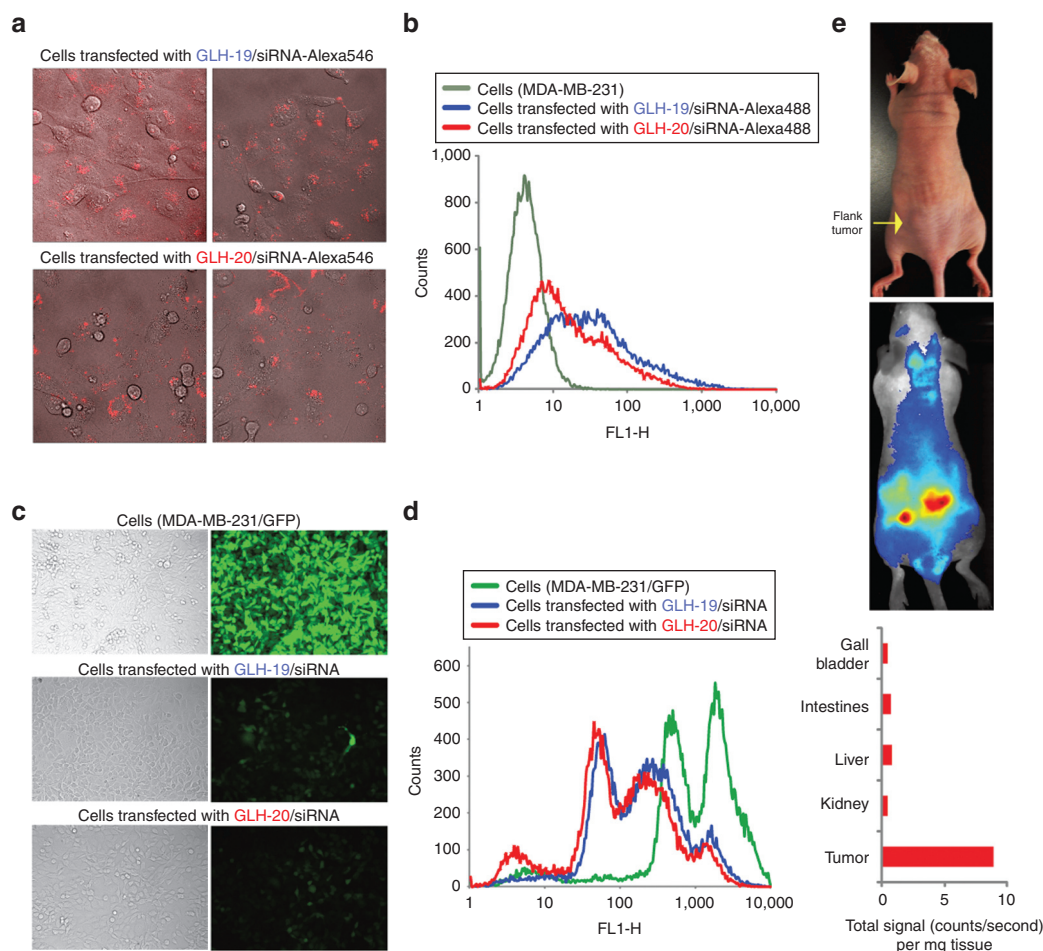 a
Cells transfected with GLH-19/siRNA-Alexa546
Cells transfected with GLH-20/siRNA-Alexa546
b
Cells (MDA-MB-231)
Cells transfected with GLH-19/siRNA-Alexa488
Cells transfected with GLH-20/siRNA-Alexa488
1,000
800
600
400
200
0
Counts
1
10
100
1,000
10,000
FL1-H
c
Cells (MDA-MB-231/GFP)
Cells transfected with GLH-19/siRNA
Cells transfected with GLH-20/siRNA
d
Cells (MDA-MB-231/GFP)
Cells transfected with GLH-19/siRNA
Cells transfected with GLH-20/siRNA
600
500
400
300
200
100
0
Counts
1
10
100
1,000
10,000
FL1-H
e
Flank
tumor
Gall
bladder
Intestines
Liver
Kidney
Tumor
0
5
10
Total signal (counts/second)
per mg tissue